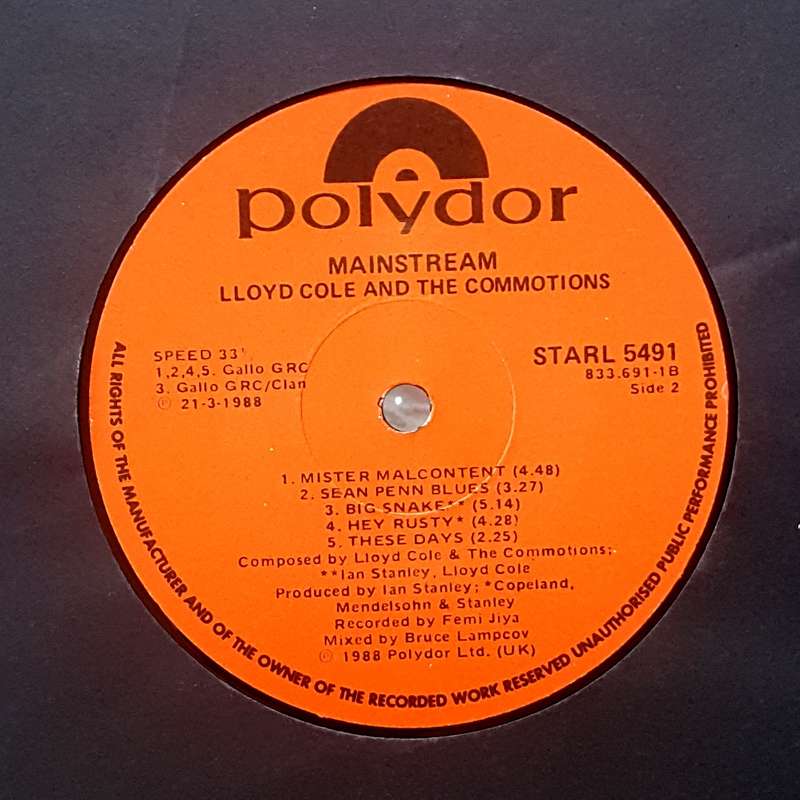 polydor
MAINSTREAM
LLOYD COLE AND THE COMMOTIONS
SPEED 33⅓
1,2,4,5. Gallo GRC
3. Gallo GRC/Clan
℗ 21-3-1988
STARL 5491
833.691-1B
Side 2
1. MISTER MALCONTENT (4.48)
2. SEAN PENN BLUES (3.27)
3. BIG SNAKE** (5.14)
4. HEY RUSTY* (4.28)
5. THESE DAYS (2.25)
Composed by Lloyd Cole & The Commotions;
**Ian Stanley, Lloyd Cole
Produced by Ian Stanley; *Copeland,
Mendelsohn & Stanley
Recorded by Femi Jiya
Mixed by Bruce Lampcov
℗ 1988 Polydor Ltd. (UK)
ALL RIGHTS OF THE MANUFACTURER AND OF THE OWNER OF THE RECORDED WORK RESERVED UNAUTHORISED PUBLIC PERFORMANCE PROHIBITED